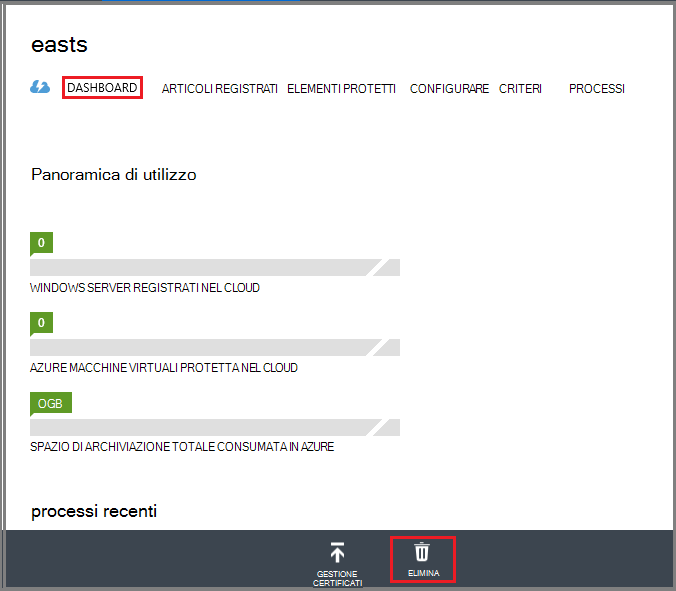 easts
DASHBOARD ARTICOLI REGISTRATI ELEMENTI PROTETTI CONFIGURARE CRITERI PROCESSI
Panoramica di utilizzo
0
WINDOWS SERVER REGISTRATI NEL CLOUD
0
AZURE MACCHINE VIRTUALI PROTETTA NEL CLOUD
OGB
SPAZIO DI ARCHIVIAZIONE TOTALE CONSUMATA IN AZURE
processi recenti
GESTIONE
CERTIFICATI
ELIMINA